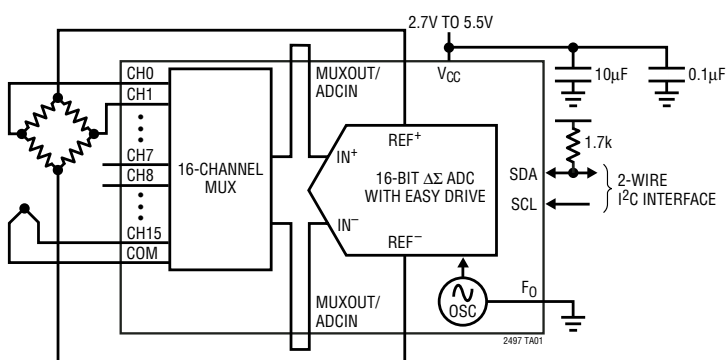 2.7V TO 5.5V
CH0
CH1
CH7
CH8
CH15
COM
16-CHANNEL
MUX
MUXOUT/
ADCIN
VCC
10µF
0.1µF
REF+
IN+
16-BIT ΔΣ ADC
WITH EASY DRIVE
IN−
REF−
1.7k
SDA
SCL
2-WIRE
I2C INTERFACE
MUXOUT/
ADCIN
OSC
FO
2497 TA01